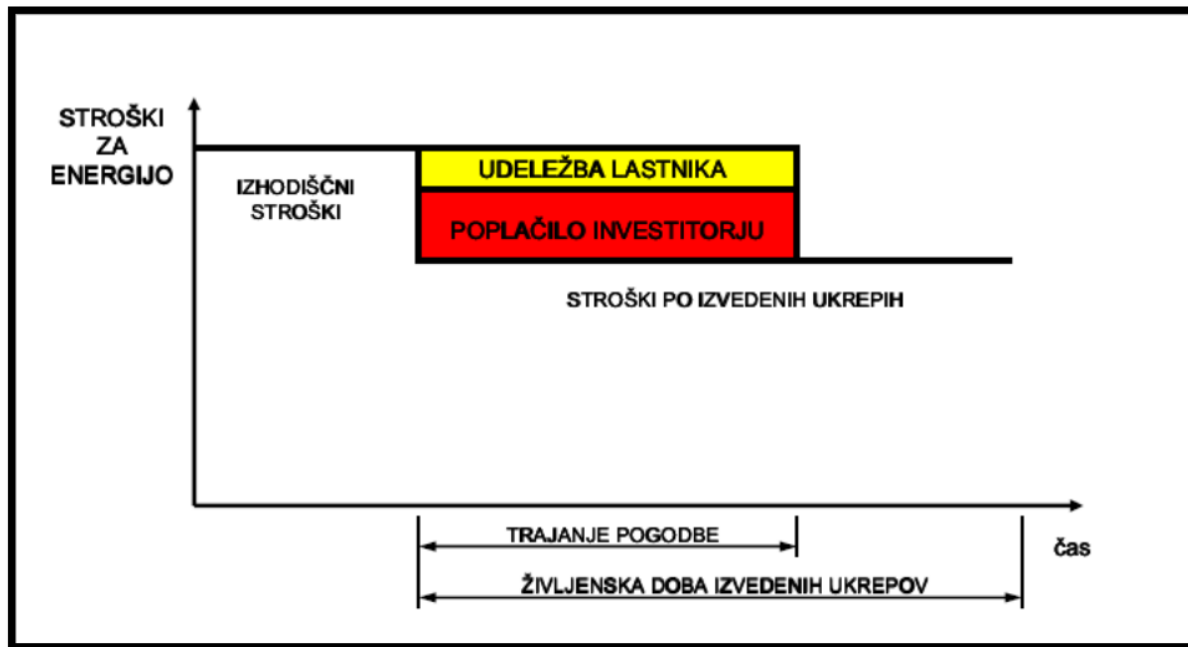 STROŠKI
ZA
ENERGIJO
IZHODIŠČNI
STROŠKI
UDELEŽBA LASTNIKA
POPLAČILO INVESTITORJU
STROŠKI PO IZVEDENIH UKREPIH
TRAJANJE POGODBE
čas
ŽIVLJENSKA DOBA IZVEDENIH UKREPOV